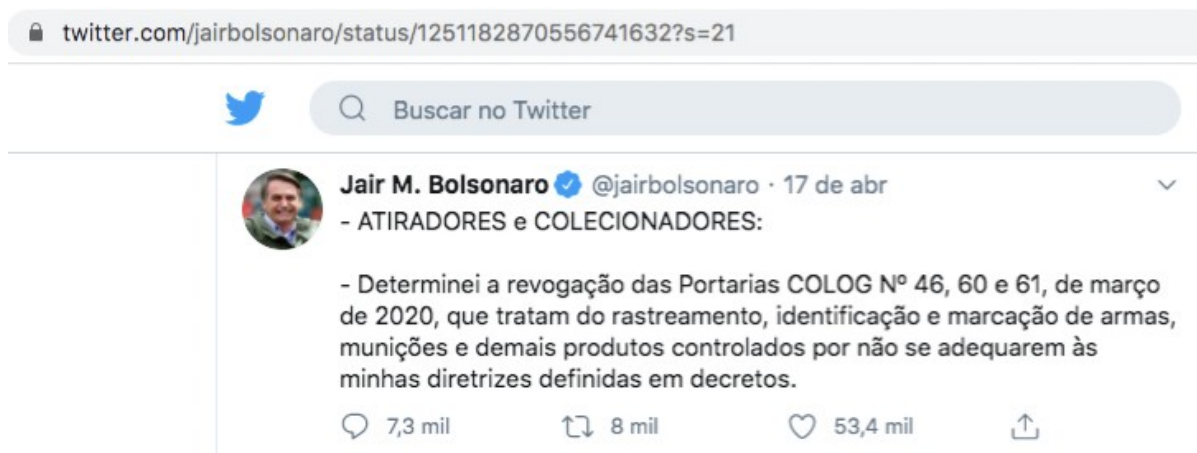 twitter.com/jairbolsonaro/status/1251182870556741632?s=21
Buscar no Twitter
Jair M. Bolsonaro @jairbolsonaro · 17 de abr
- ATIRADORES e COLECIONADORES:
- Determinei a revogação das Portarias COLOG Nº 46, 60 e 61, de março
de 2020, que tratam do rastreamento, identificação e marcação de armas,
munições e demais produtos controlados por não se adequarem às
minhas diretrizes definidas em decretos.
7,3 mil 8 mil 53,4 mil